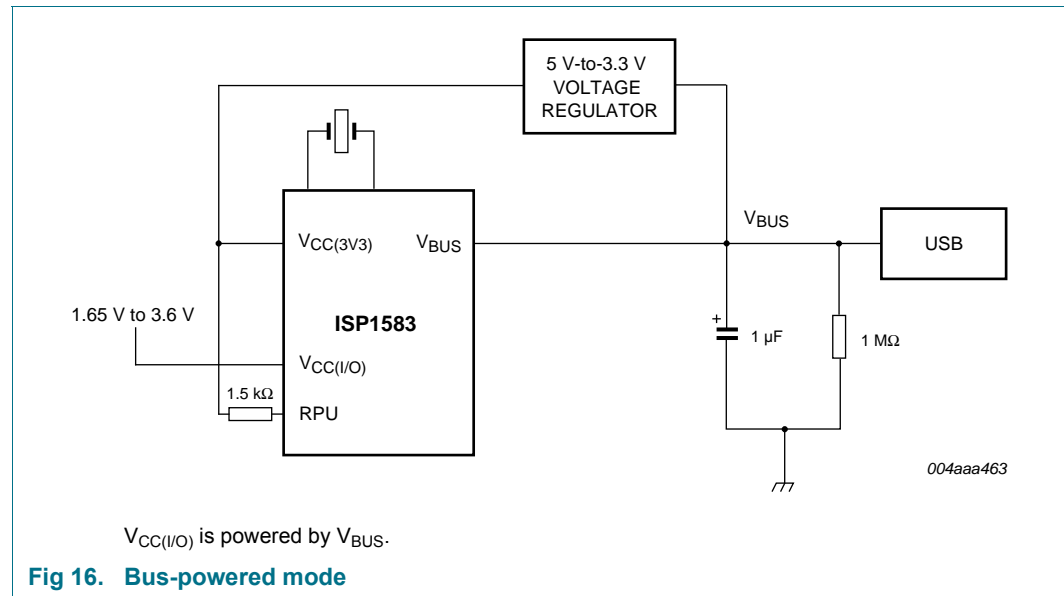 5 V-to-3.3 V
VOLTAGE
REGULATOR
VCC(3V3)
VBUS
VBUS
USB
1.65 V to 3.6 V
ISP1583
1 μF
1 MΩ
VCC(I/O)
1.5 kΩ
RPU
+
004aaa463
VCC(I/O) is powered by VBUS.
Fig 16. Bus-powered mode